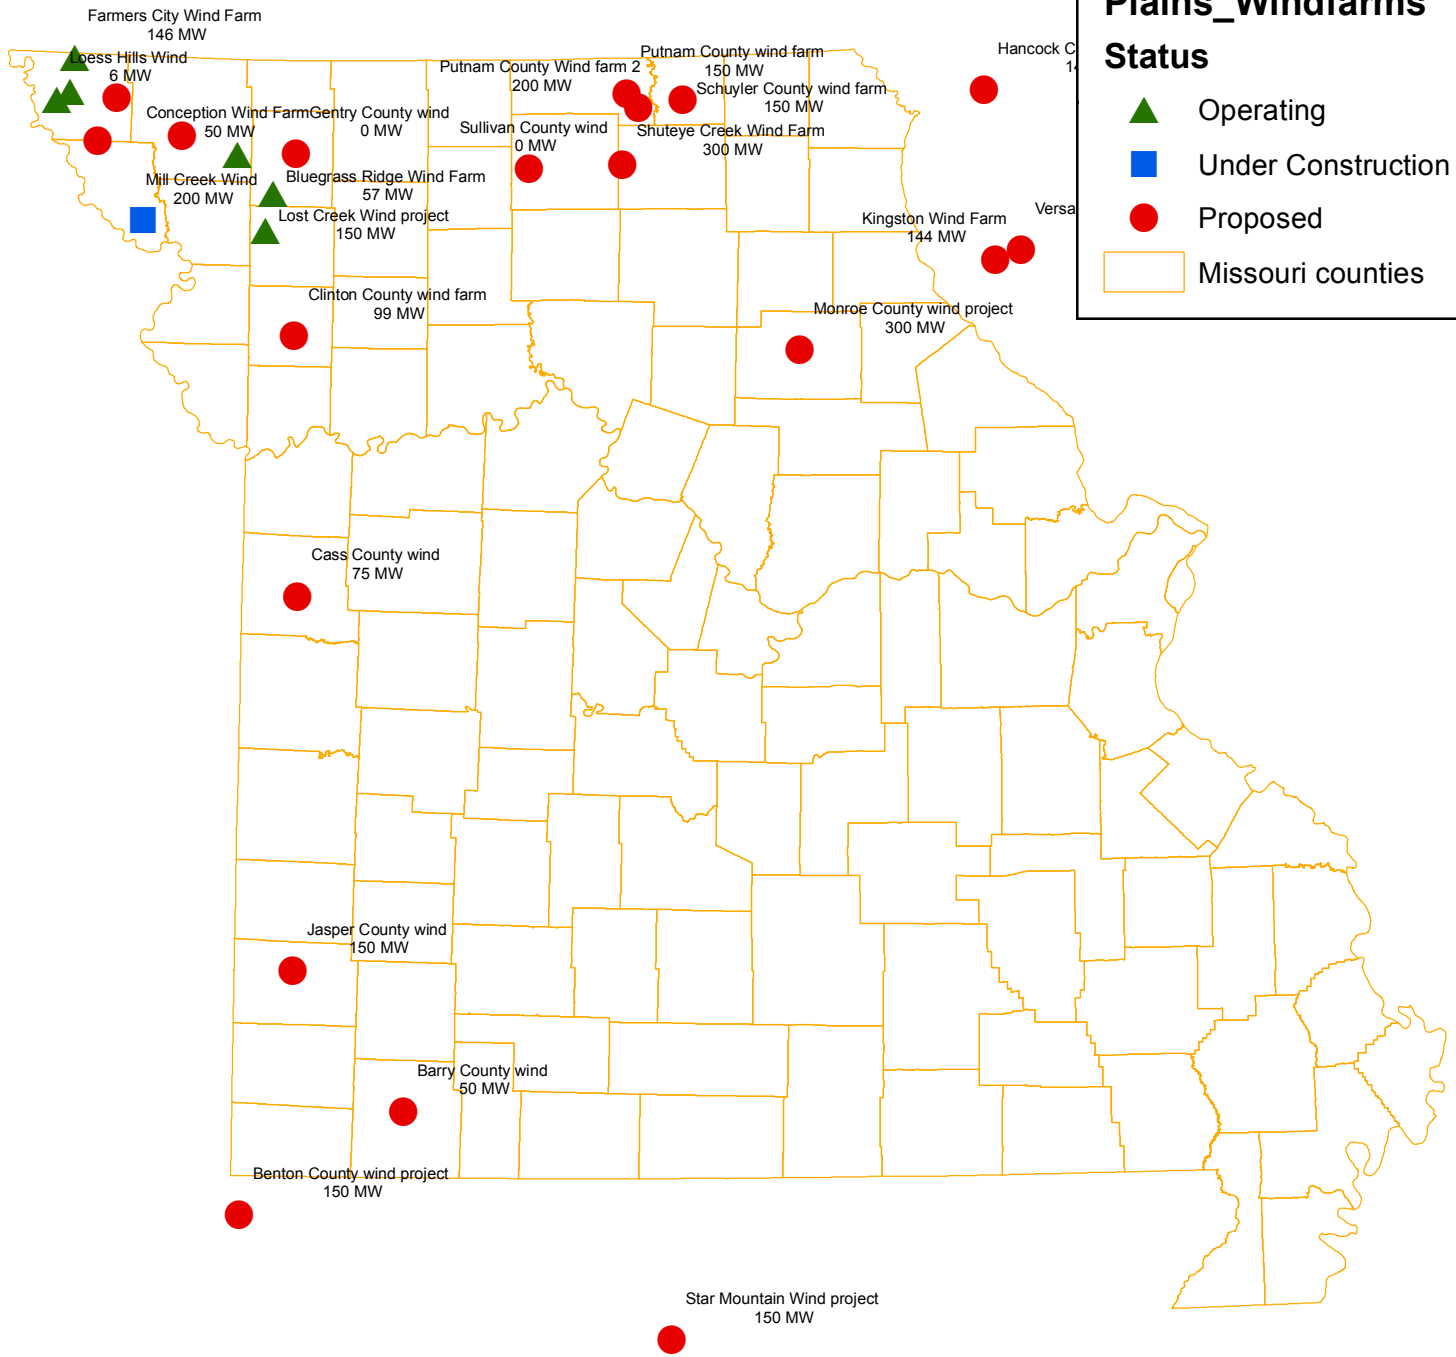 Farmers City Wind Farm
146 MW
Loess Hills Wind
6 MW
Conception Wind Farm
50 MW
Gentry County wind
0 MW
Mill Creek Wind
200 MW
Bluegrass Ridge Wind Farm
57 MW
Lost Creek Wind project
150 MW
Clinton County wind farm
99 MW
Putnam County Wind farm 2
200 MW
Putnam County wind farm
150 MW
Schuyler County wind farm
150 MW
Sullivan County wind
0 MW
Shuteye Creek Wind Farm
300 MW
Hancock C
Versa
Kingston Wind Farm
144 MW
Monroe County wind project
300 MW
Cass County wind
75 MW
Jasper County wind
150 MW
Barry County wind
50 MW
Benton County wind project
150 MW
Star Mountain Wind project
150 MW
Plains_Windfarms
Status
Operating
Under Construction
Proposed
Missouri counties